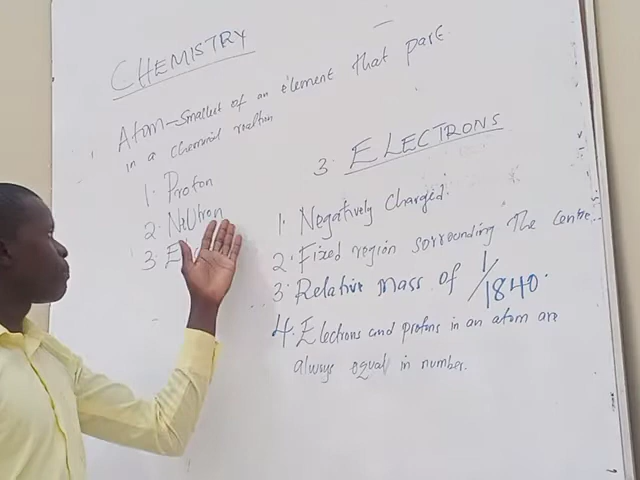 CHEMISTRY
Atom - Smallest of an element that part
in a chemical reaction
1. Proton
2. Neutron
3. E
3. ELECTRONS
1. Negatively Charged.
2. Fixed region sorrounding The centre...
3. Relative Mass of 1/1840.
4. Electrons and protons in an atom are
always equal in number.